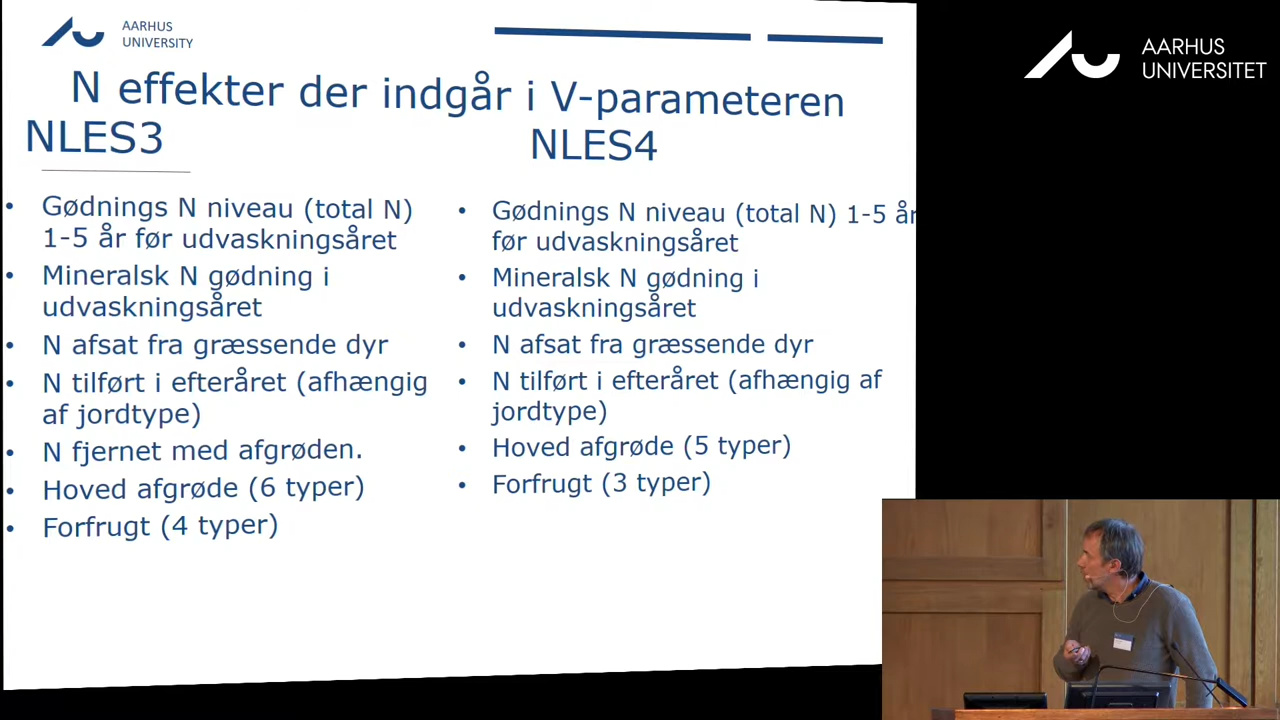 AARHUS
UNIVERSITY
N effekter der indgår i V-parameteren
NLES3
Gødnings N niveau (total N)
1-5 år før udvaskningsåret
Mineralsk N gødning i
udvaskningsåret
N afsat fra græssende dyr
N tilført i efteråret (afhængig
af jordtype)
N fjernet med afgrøden.
Hoved afgrøde (6 typer)
Forfrugt (4 typer)
NLES4
Gødnings N niveau (total N) 1-5 år
før udvaskningsåret
Mineralsk N gødning i
udvaskningsåret
N afsat fra græssende dyr
N tilført i efteråret (afhængig af
jordtype)
Hoved afgrøde (5 typer)
Forfrugt (3 typer)
AARHUS
UNIVERSITET